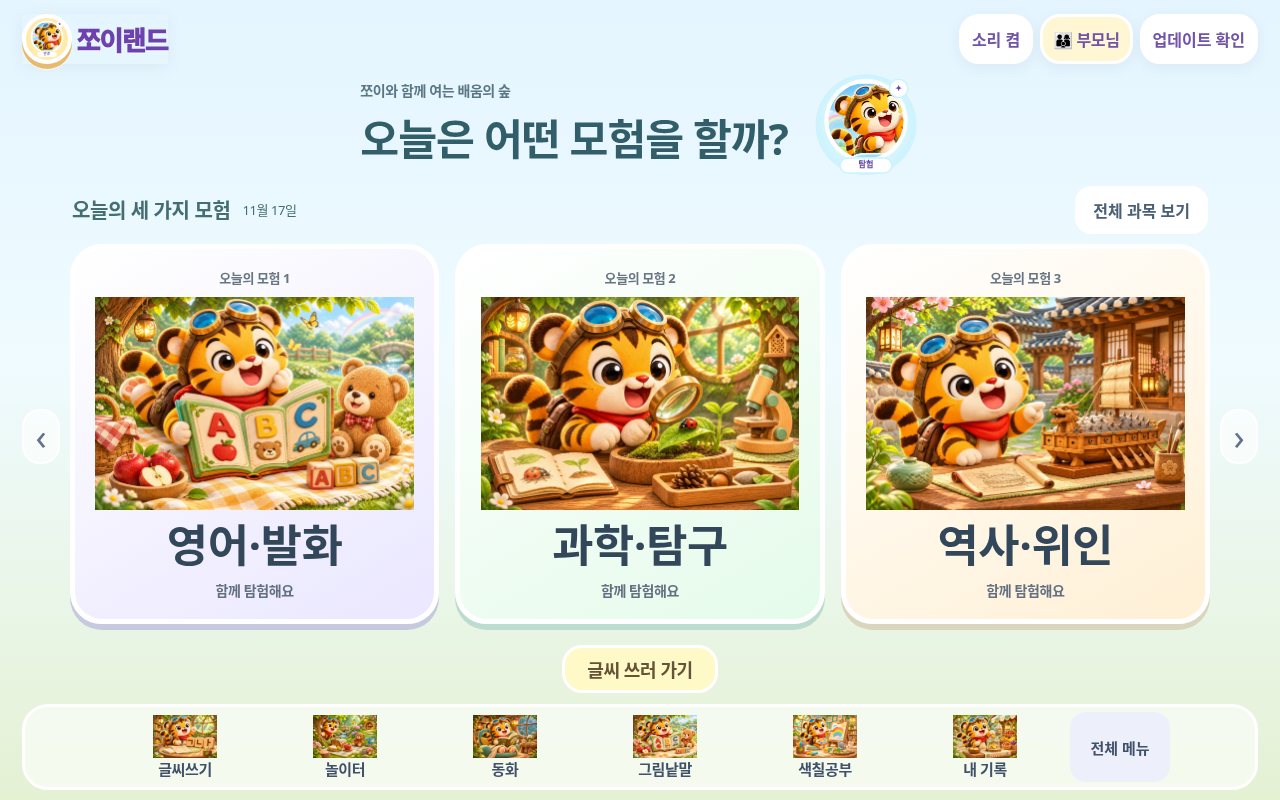 쪼이랜드
소리 켬
부모님
업데이트 확인
쪼이와 함께 여는 배움의 숲
오늘은 어떤 모험을 할까?
탐험
오늘의 세 가지 모험 11월 17일
전체 과목 보기
오늘의 모험 1
A B C
A B C
영어·발화
함께 탐험해요
오늘의 모험 2
과학·탐구
함께 탐험해요
오늘의 모험 3
역사·위인
함께 탐험해요
‹
›
글씨 쓰러 가기
글씨쓰기
놀이터
동화
그림낱말
색칠공부
내 기록
전체 메뉴